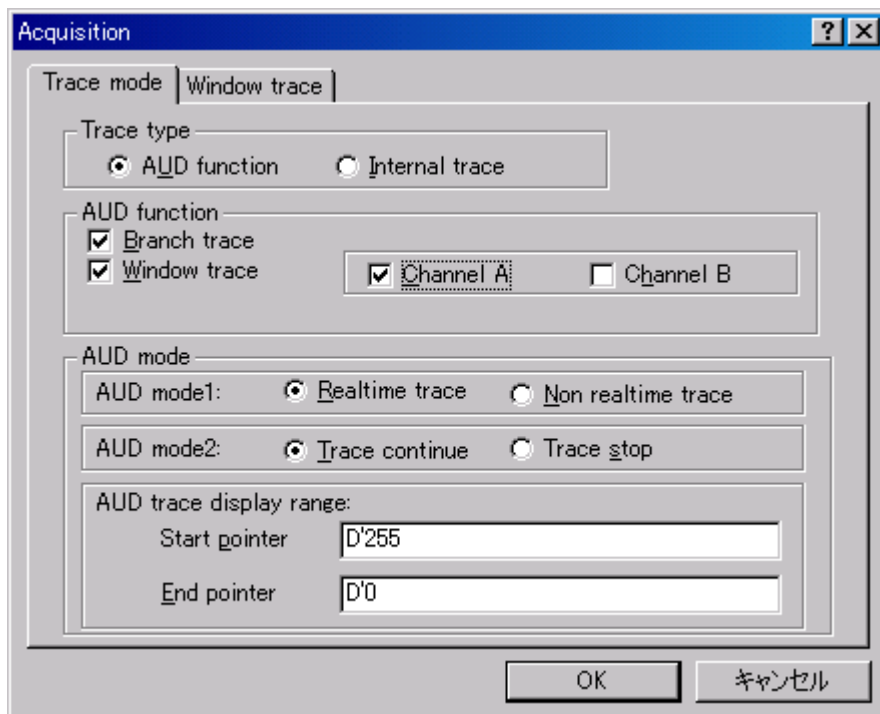 Acquisition
Trace mode Window trace
Trace type
AUD function Internal trace
AUD function
Branch trace
Window trace Channel A Channel B
AUD mode
AUD mode1: Realtime trace Non realtime trace
AUD mode2: Trace continue Trace stop
AUD trace display range:
Start pointer D'255
End pointer D'0
OK キャンセル